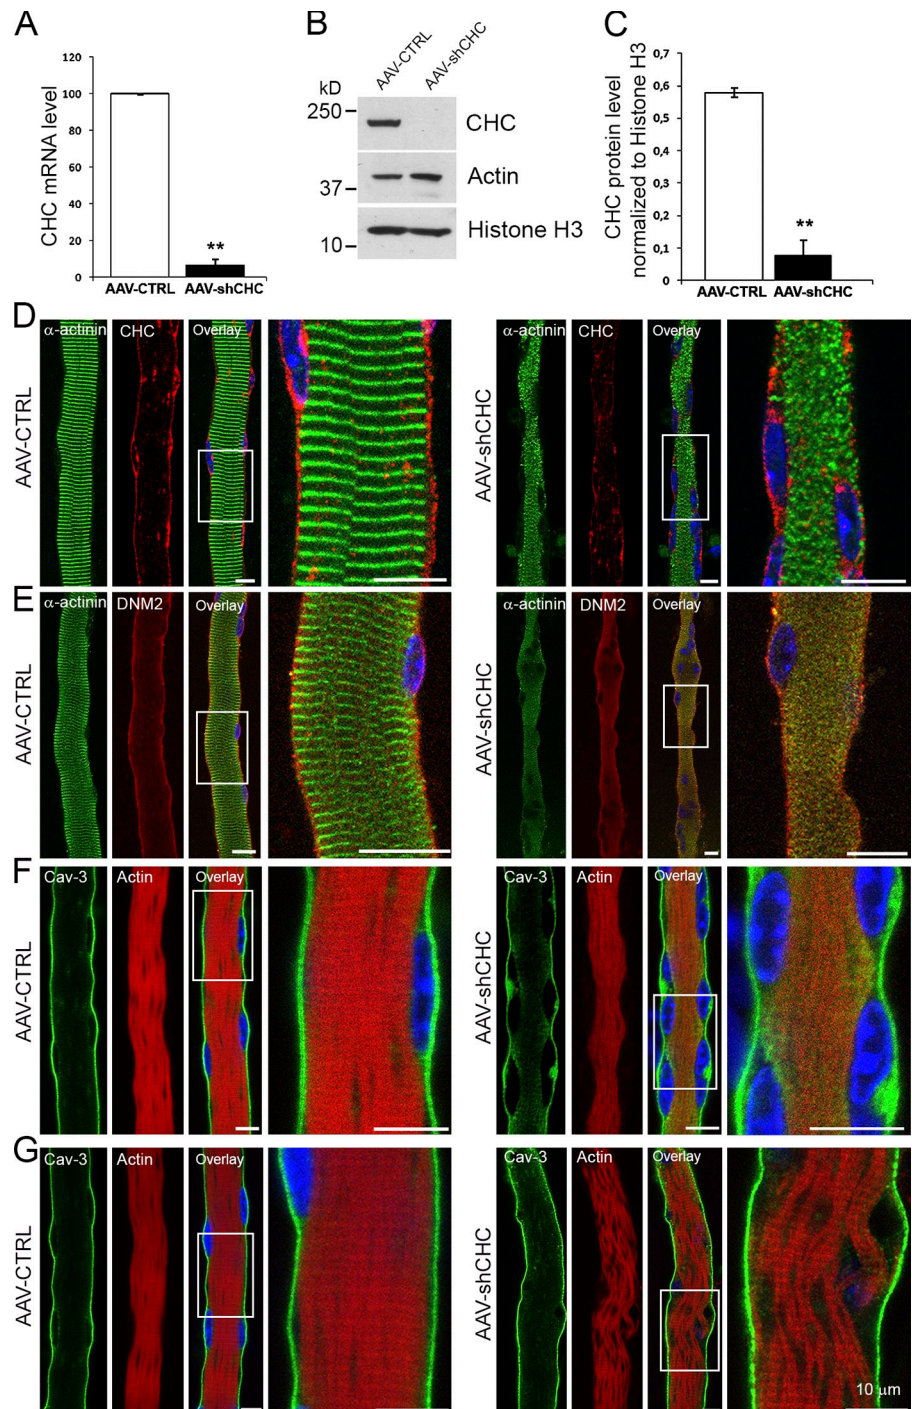 A
CHC mRNA level
120
100
80
60
40
20
0
**
AAV-CTRL AAV-shCHC
B
AAV-CTRL AAV-shCHC
kD
250
CHC
37
Actin
10
Histone H3
C
CHC protein level
normalized to Histone H3
0,7
0,6
0,5
0,4
0,3
0,2
0,1
0
**
AAV-CTRL AAV-shCHC
D
AAV-CTRL
α-actinin CHC Overlay
AAV-shCHC
α-actinin CHC Overlay
E
AAV-CTRL
α-actinin DNM2 Overlay
AAV-shCHC
α-actinin DNM2 Overlay
F
AAV-CTRL
Cav-3 Actin Overlay
AAV-shCHC
Cav-3 Actin Overlay
G
AAV-CTRL
Cav-3 Actin Overlay
AAV-shCHC
Cav-3 Actin Overlay
10 µm